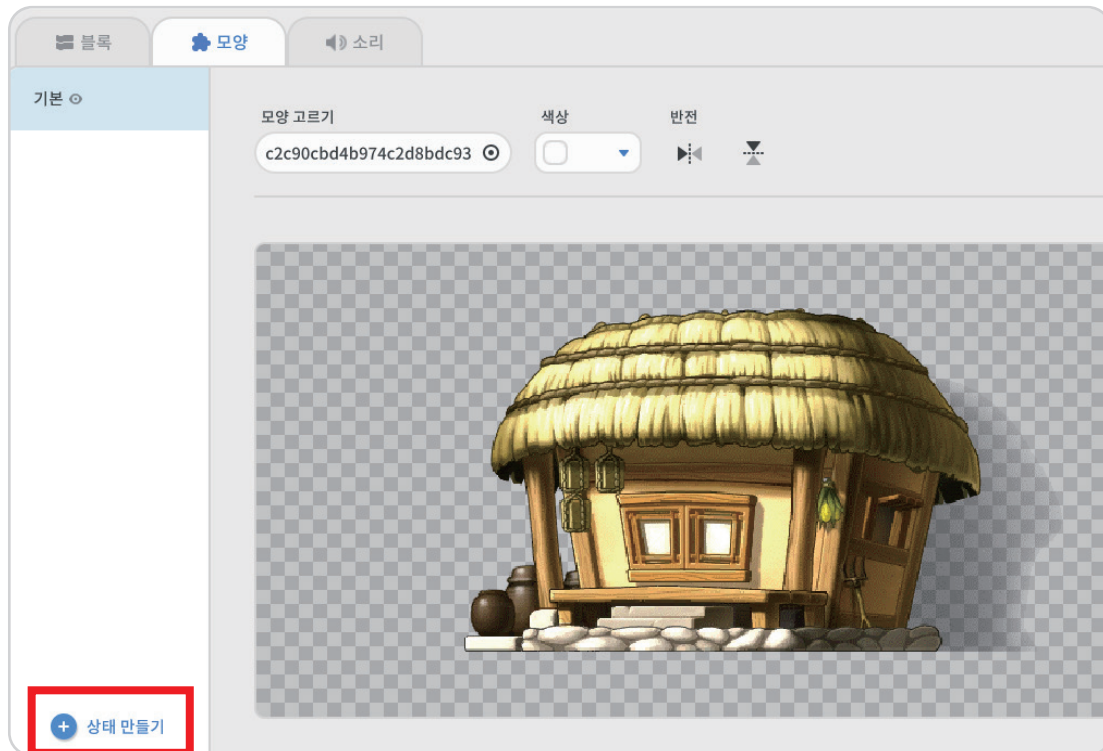 블록
모양
소리
기본
모양 고르기
색상
반전
c2c90cbd4b974c2d8bdc93
상태 만들기